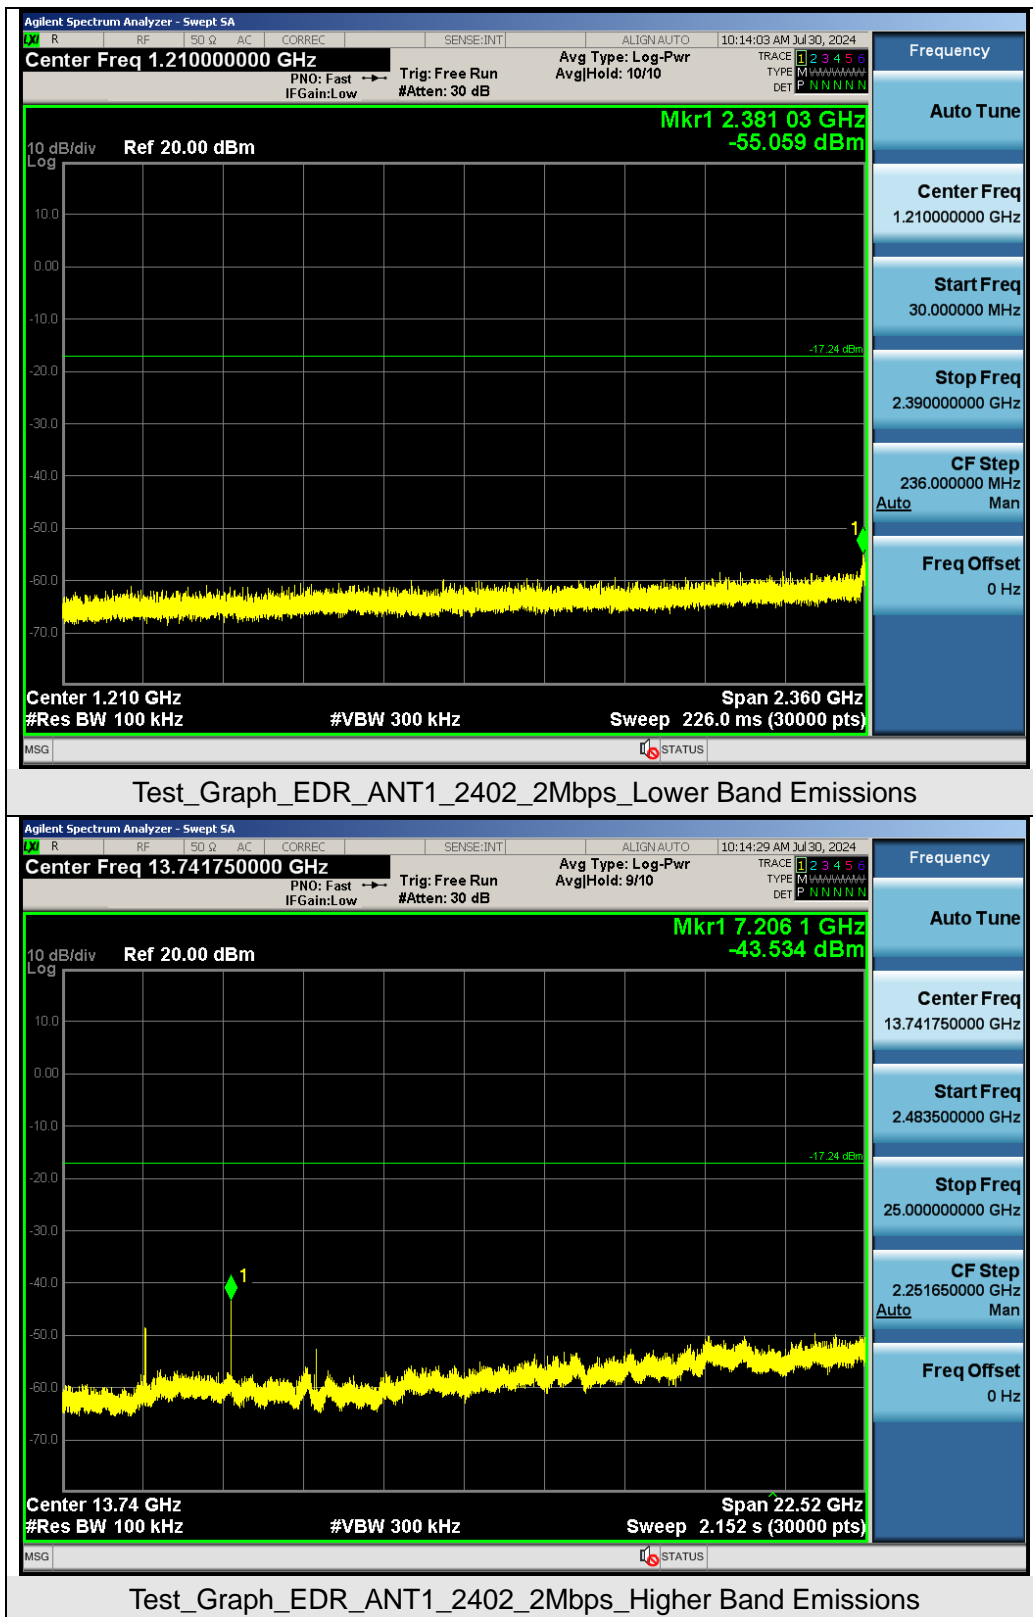 Agilent Spectrum Analyzer - Swept SA
LXI R RF 50 Ω AC CORREC SENSE:INT ALIGN AUTO 10:14:03 AM Jul 30, 2024
Center Freq 1.210000000 GHz
PNO: Fast
IFGain:Low
Trig: Free Run
#Atten: 30 dB
Avg Type: Log-Pwr
Avg|Hold: 10/10
TRACE 1 2 3 4 5 6
TYPE M WWWWW
DET P N N N N N
Frequency
Mkr1 2.381 03 GHz
-55.059 dBm
10 dB/div Ref 20.00 dBm
Log
10.0
0.00
-10.0
-17.24 dBm
-20.0
-30.0
-40.0
-50.0
1
-60.0
-70.0
Center 1.210 GHz Span 2.360 GHz
#Res BW 100 kHz #VBW 300 kHz Sweep 226.0 ms (30000 pts)
MSG STATUS
Auto Tune
Center Freq
1.210000000 GHz
Start Freq
30.000000 MHz
Stop Freq
2.390000000 GHz
CF Step
236.000000 MHz
Auto Man
Freq Offset
0 Hz
Test_Graph_EDR_ANT1_2402_2Mbps_Lower Band Emissions
Agilent Spectrum Analyzer - Swept SA
LXI R RF 50 Ω AC CORREC SENSE:INT ALIGN AUTO 10:14:29 AM Jul 30, 2024
Center Freq 13.741750000 GHz
PNO: Fast
IFGain:Low
Trig: Free Run
#Atten: 30 dB
Avg Type: Log-Pwr
Avg|Hold: 9/10
TRACE 1 2 3 4 5 6
TYPE M WWWWW
DET P N N N N N
Frequency
Mkr1 7.206 1 GHz
-43.534 dBm
10 dB/div Ref 20.00 dBm
Log
10.0
0.00
-10.0
-17.24 dBm
-20.0
-30.0
1
-40.0
-50.0
-60.0
-70.0
Center 13.74 GHz Span 22.52 GHz
#Res BW 100 kHz #VBW 300 kHz Sweep 2.152 s (30000 pts)
MSG STATUS
Auto Tune
Center Freq
13.741750000 GHz
Start Freq
2.483500000 GHz
Stop Freq
25.000000000 GHz
CF Step
2.251650000 GHz
Auto Man
Freq Offset
0 Hz
Test_Graph_EDR_ANT1_2402_2Mbps_Higher Band Emissions